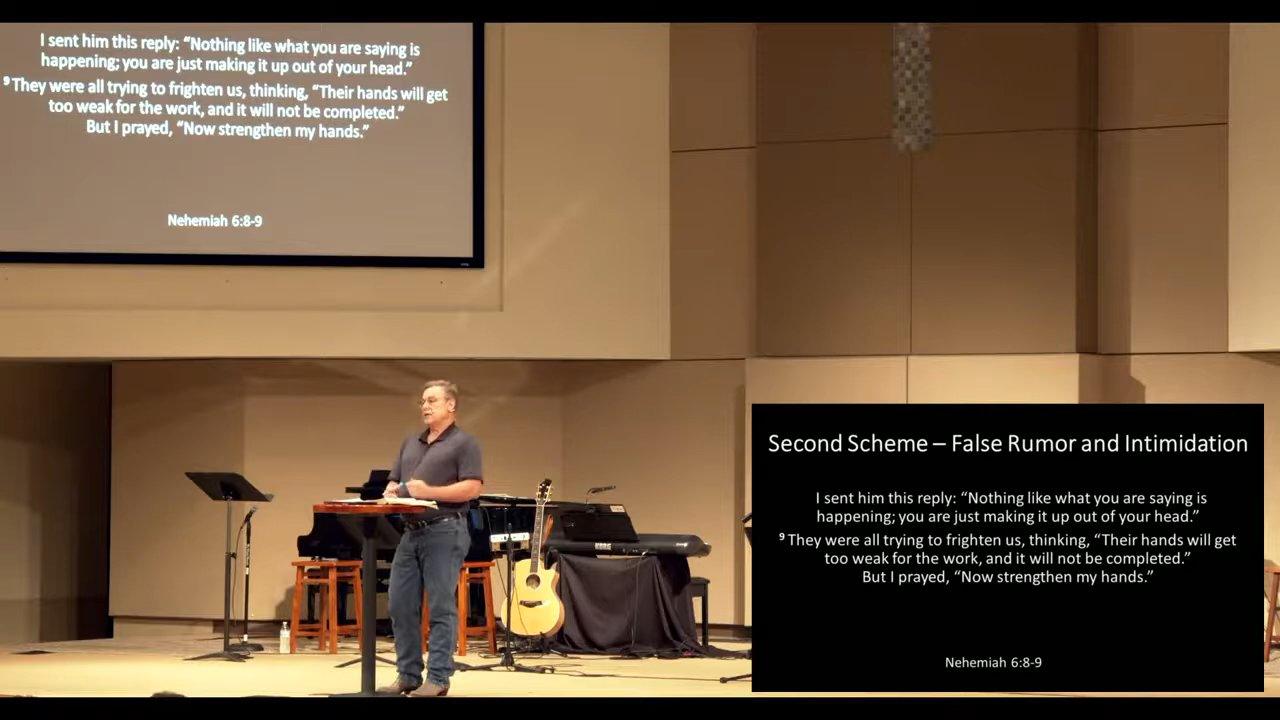 I sent him this reply: “Nothing like what you are saying is
happening; you are just making it up out of your head.”
⁹ They were all trying to frighten us, thinking, “Their hands will get
too weak for the work, and it will not be completed.”
But I prayed, “Now strengthen my hands.”
Nehemiah 6:8-9
Second Scheme – False Rumor and Intimidation
I sent him this reply: “Nothing like what you are saying is
happening; you are just making it up out of your head.”
⁹ They were all trying to frighten us, thinking, “Their hands will get
too weak for the work, and it will not be completed.”
But I prayed, “Now strengthen my hands.”
Nehemiah 6:8-9
KORG